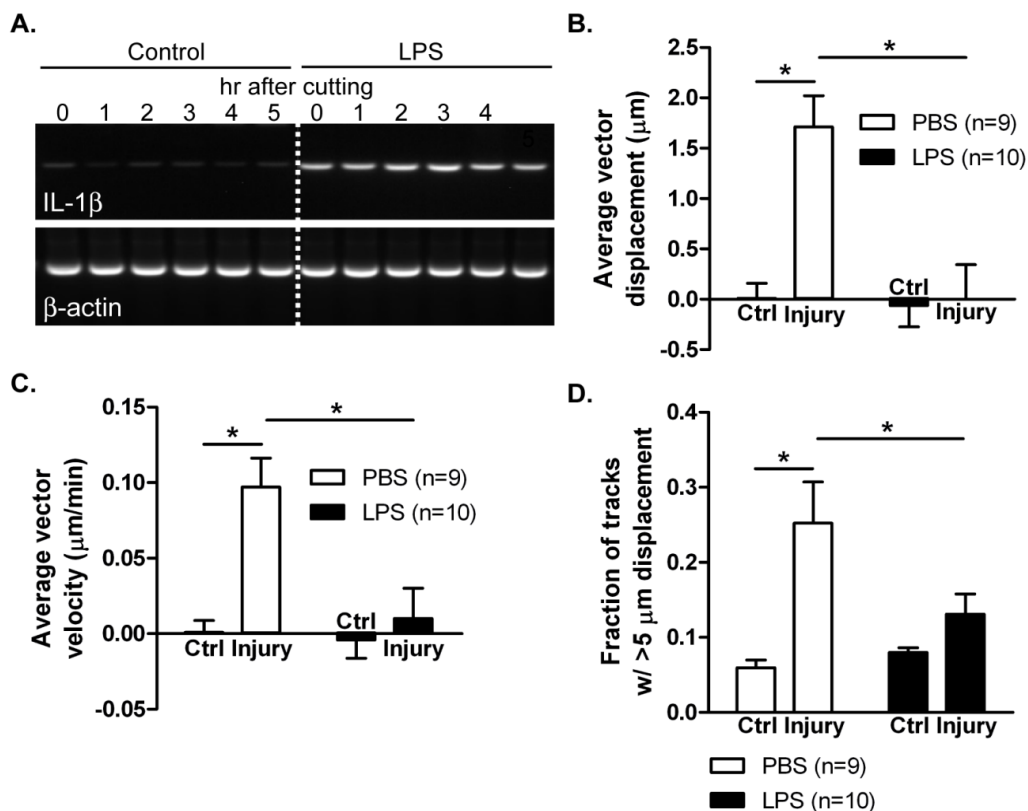 A.
Control LPS
hr after cutting
0 1 2 3 4 5 0 1 2 3 4 5
IL-1β
β-actin
B.
Average vector
displacement (μm)
2.5
2.0
1.5
1.0
0.5
0.0
-0.5
*
*
PBS (n=9)
LPS (n=10)
Ctrl Injury Ctrl Injury
C.
Average vector
velocity (μm/min)
0.15
0.10
0.05
0.00
-0.05
*
*
PBS (n=9)
LPS (n=10)
Ctrl Injury Ctrl Injury
D.
Fraction of tracks
w/ >5 μm displacement
0.4
0.3
0.2
0.1
0.0
*
*
Ctrl Injury Ctrl Injury
PBS (n=9)
LPS (n=10)